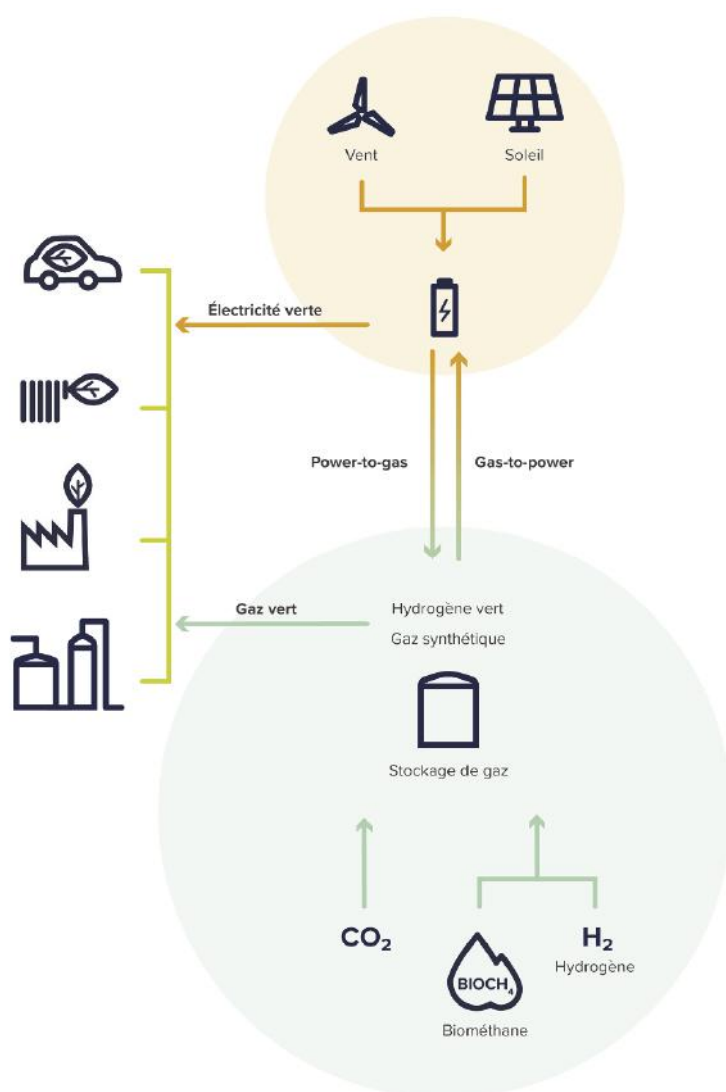 Vent
Soleil
Électricité verte
Power-to-gas
Gas-to-power
Gaz vert
Hydrogène vert
Gaz synthétique
Stockage de gaz
CO₂
BIOCH₄
Biométhane
H₂
Hydrogène